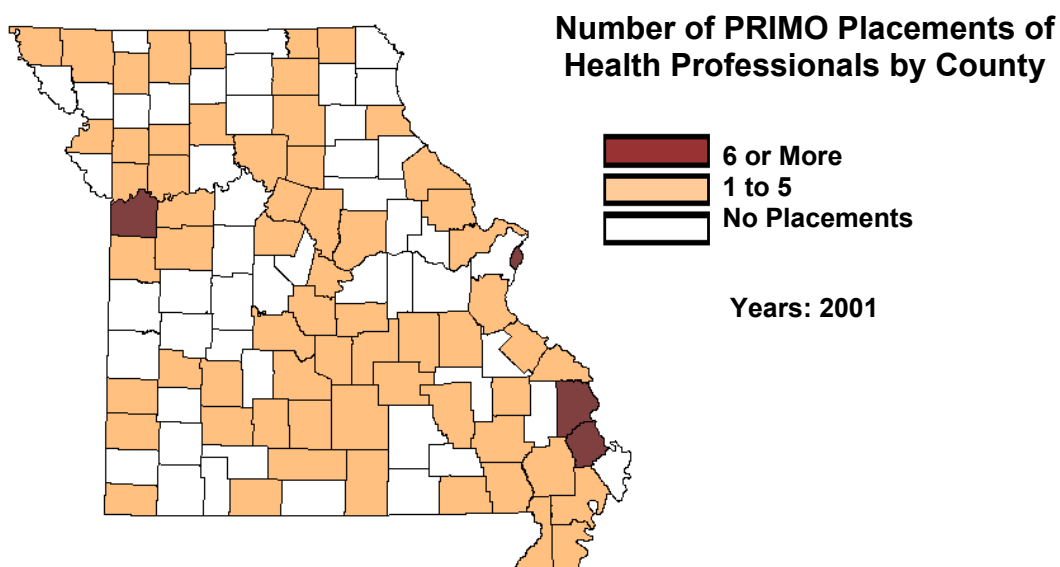 Number of PRIMO Placements of
Health Professionals by County
6 or More
1 to 5
No Placements
Years: 2001